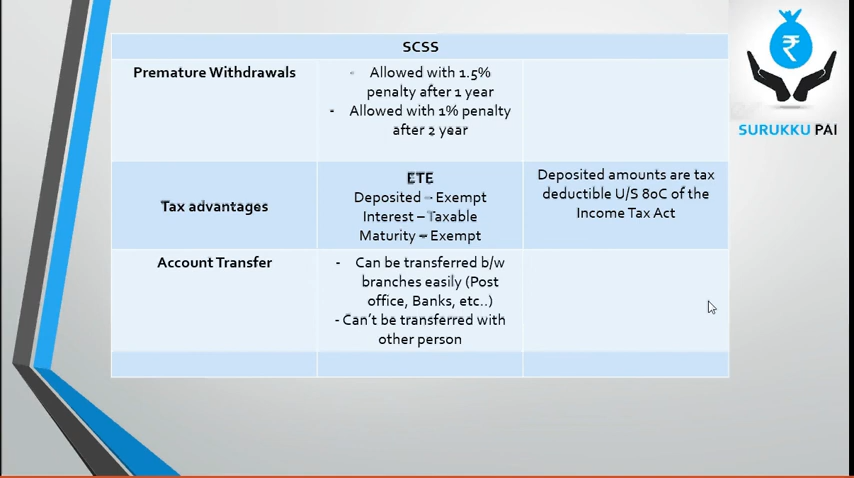 SCSS
Premature Withdrawals
- Allowed with 1.5%
penalty after 1 year
- Allowed with 1% penalty
after 2 year
Tax advantages
ETE
Deposited – Exempt
Interest – Taxable
Maturity – Exempt
Deposited amounts are tax
deductible U/S 80C of the
Income Tax Act
Account Transfer
- Can be transferred b/w
branches easily (Post
office, Banks, etc..)
- Can't be transferred with
other person
₹
SURUKKU PAI